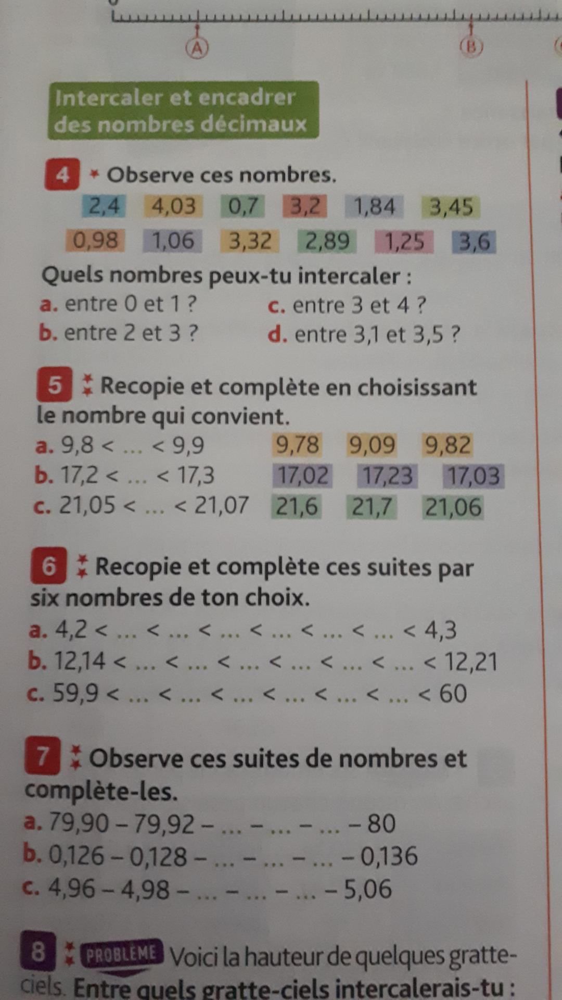 A B
Intercaler et encadrer
des nombres décimaux
4 * Observe ces nombres.
2,4 4,03 0,7 3,2 1,84 3,45
0,98 1,06 3,32 2,89 1,25 3,6
Quels nombres peux-tu intercaler :
a. entre 0 et 1 ? c. entre 3 et 4 ?
b. entre 2 et 3 ? d. entre 3,1 et 3,5 ?
5 ** Recopie et complète en choisissant
le nombre qui convient.
a. 9,8 < ... < 9,9 9,78 9,09 9,82
b. 17,2 < ... < 17,3 17,02 17,23 17,03
c. 21,05 < ... < 21,07 21,6 21,7 21,06
6 ** Recopie et complète ces suites par
six nombres de ton choix.
a. 4,2 < ... < ... < ... < ... < ... < ... < 4,3
b. 12,14 < ... < ... < ... < ... < ... < ... < 12,21
c. 59,9 < ... < ... < ... < ... < ... < ... < 60
7 ** Observe ces suites de nombres et
complète-les.
a. 79,90 – 79,92 – ... – ... – ... – 80
b. 0,126 – 0,128 – ... – ... – ... – 0,136
c. 4,96 – 4,98 – ... – ... – ... – 5,06
8 ** PROBLÈME Voici la hauteur de quelques gratte-
ciels. Entre quels gratte-ciels intercalerais-tu :